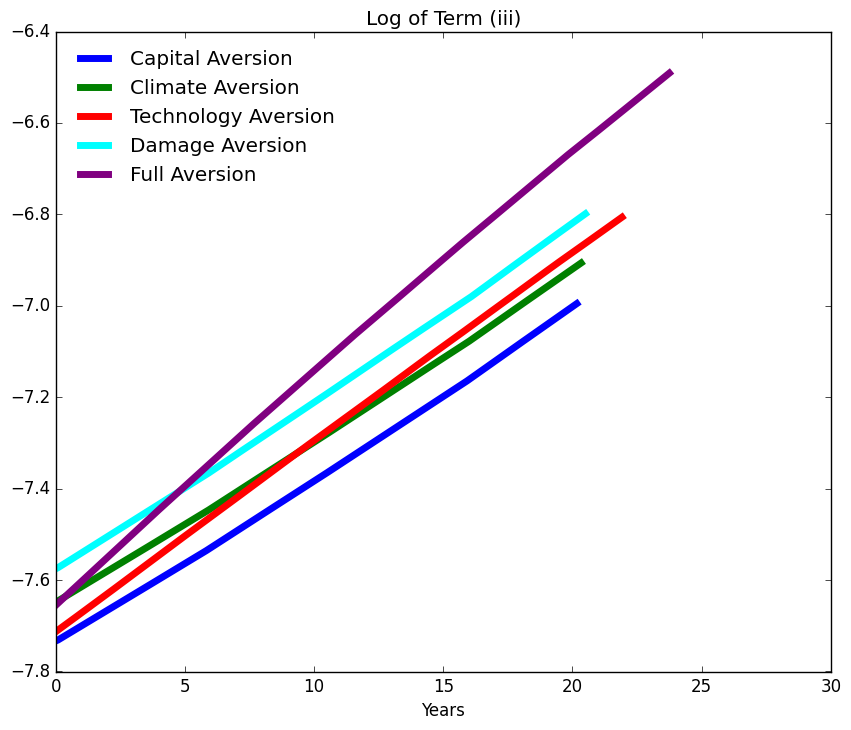 Log of Term (iii)
−6.4
−6.6
−6.8
−7.0
−7.2
−7.4
−7.6
−7.8
Capital Aversion
Climate Aversion
Technology Aversion
Damage Aversion
Full Aversion
0 5 10 15 20 25 30
Years